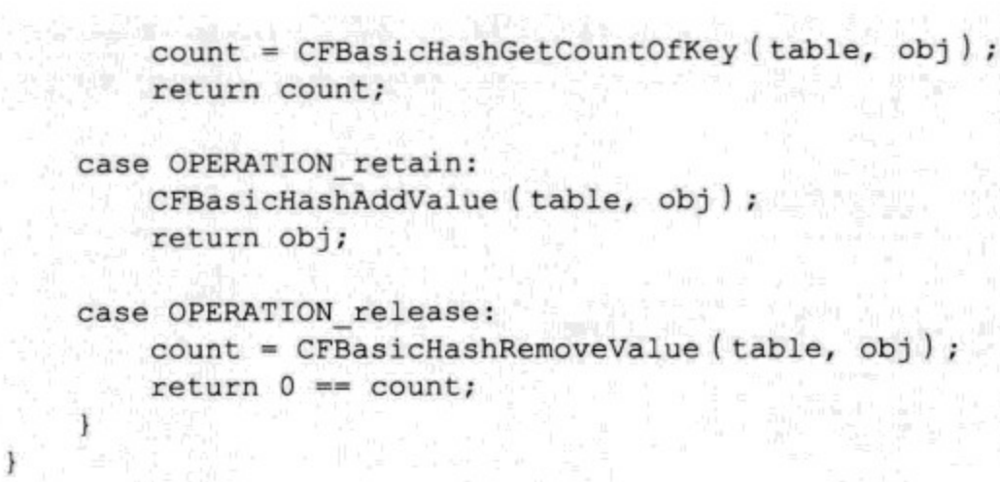 count = CFBasicHashGetCountOfKey ( table, obj ) ;
return count;
case OPERATION_retain:
CFBasicHashAddValue ( table, obj ) ;
return obj;
case OPERATION_release:
count = CFBasicHashRemoveValue ( table, obj ) ;
return 0 == count;
}
}